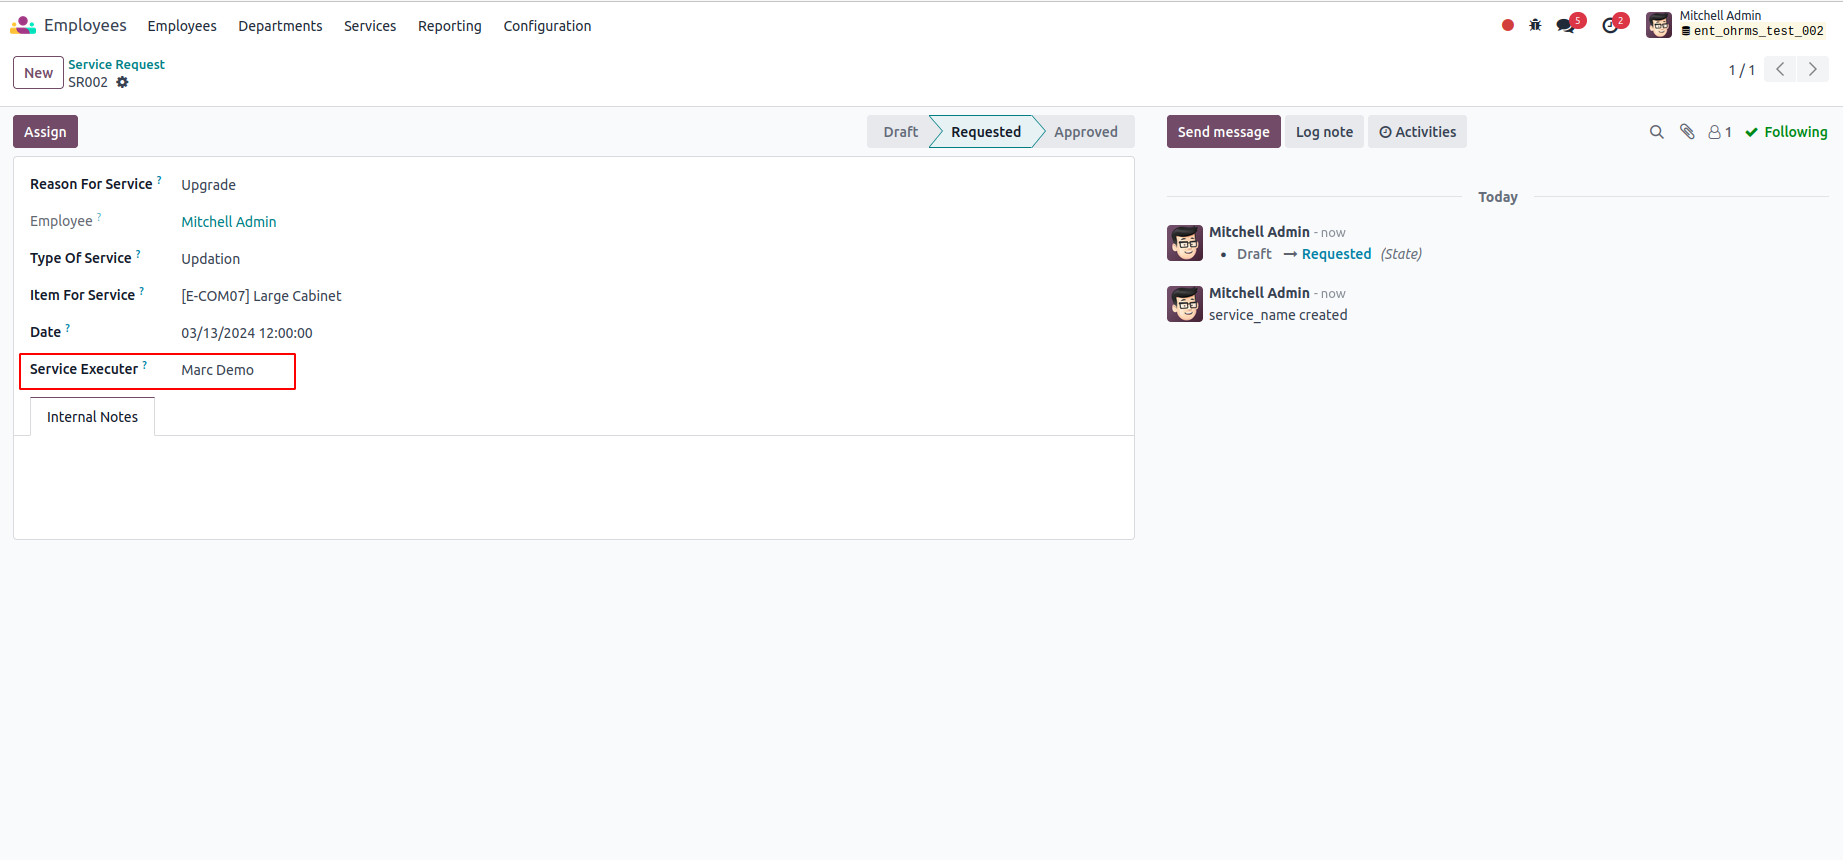 Employees Employees Departments Services Reporting Configuration 5 2 Mitchell Admin
ent_ohrms_test_002
New Service Request
SR002 1 / 1
Assign Draft Requested Approved Send message Log note Activities 1 Following
Reason For Service ? Upgrade
Employee ? Mitchell Admin
Type Of Service ? Updation
Item For Service ? [E-COM07] Large Cabinet
Date ? 03/13/2024 12:00:00
Service Executer ? Marc Demo
Internal Notes
Today
Mitchell Admin - now
• Draft → Requested (State)
Mitchell Admin - now
service_name created